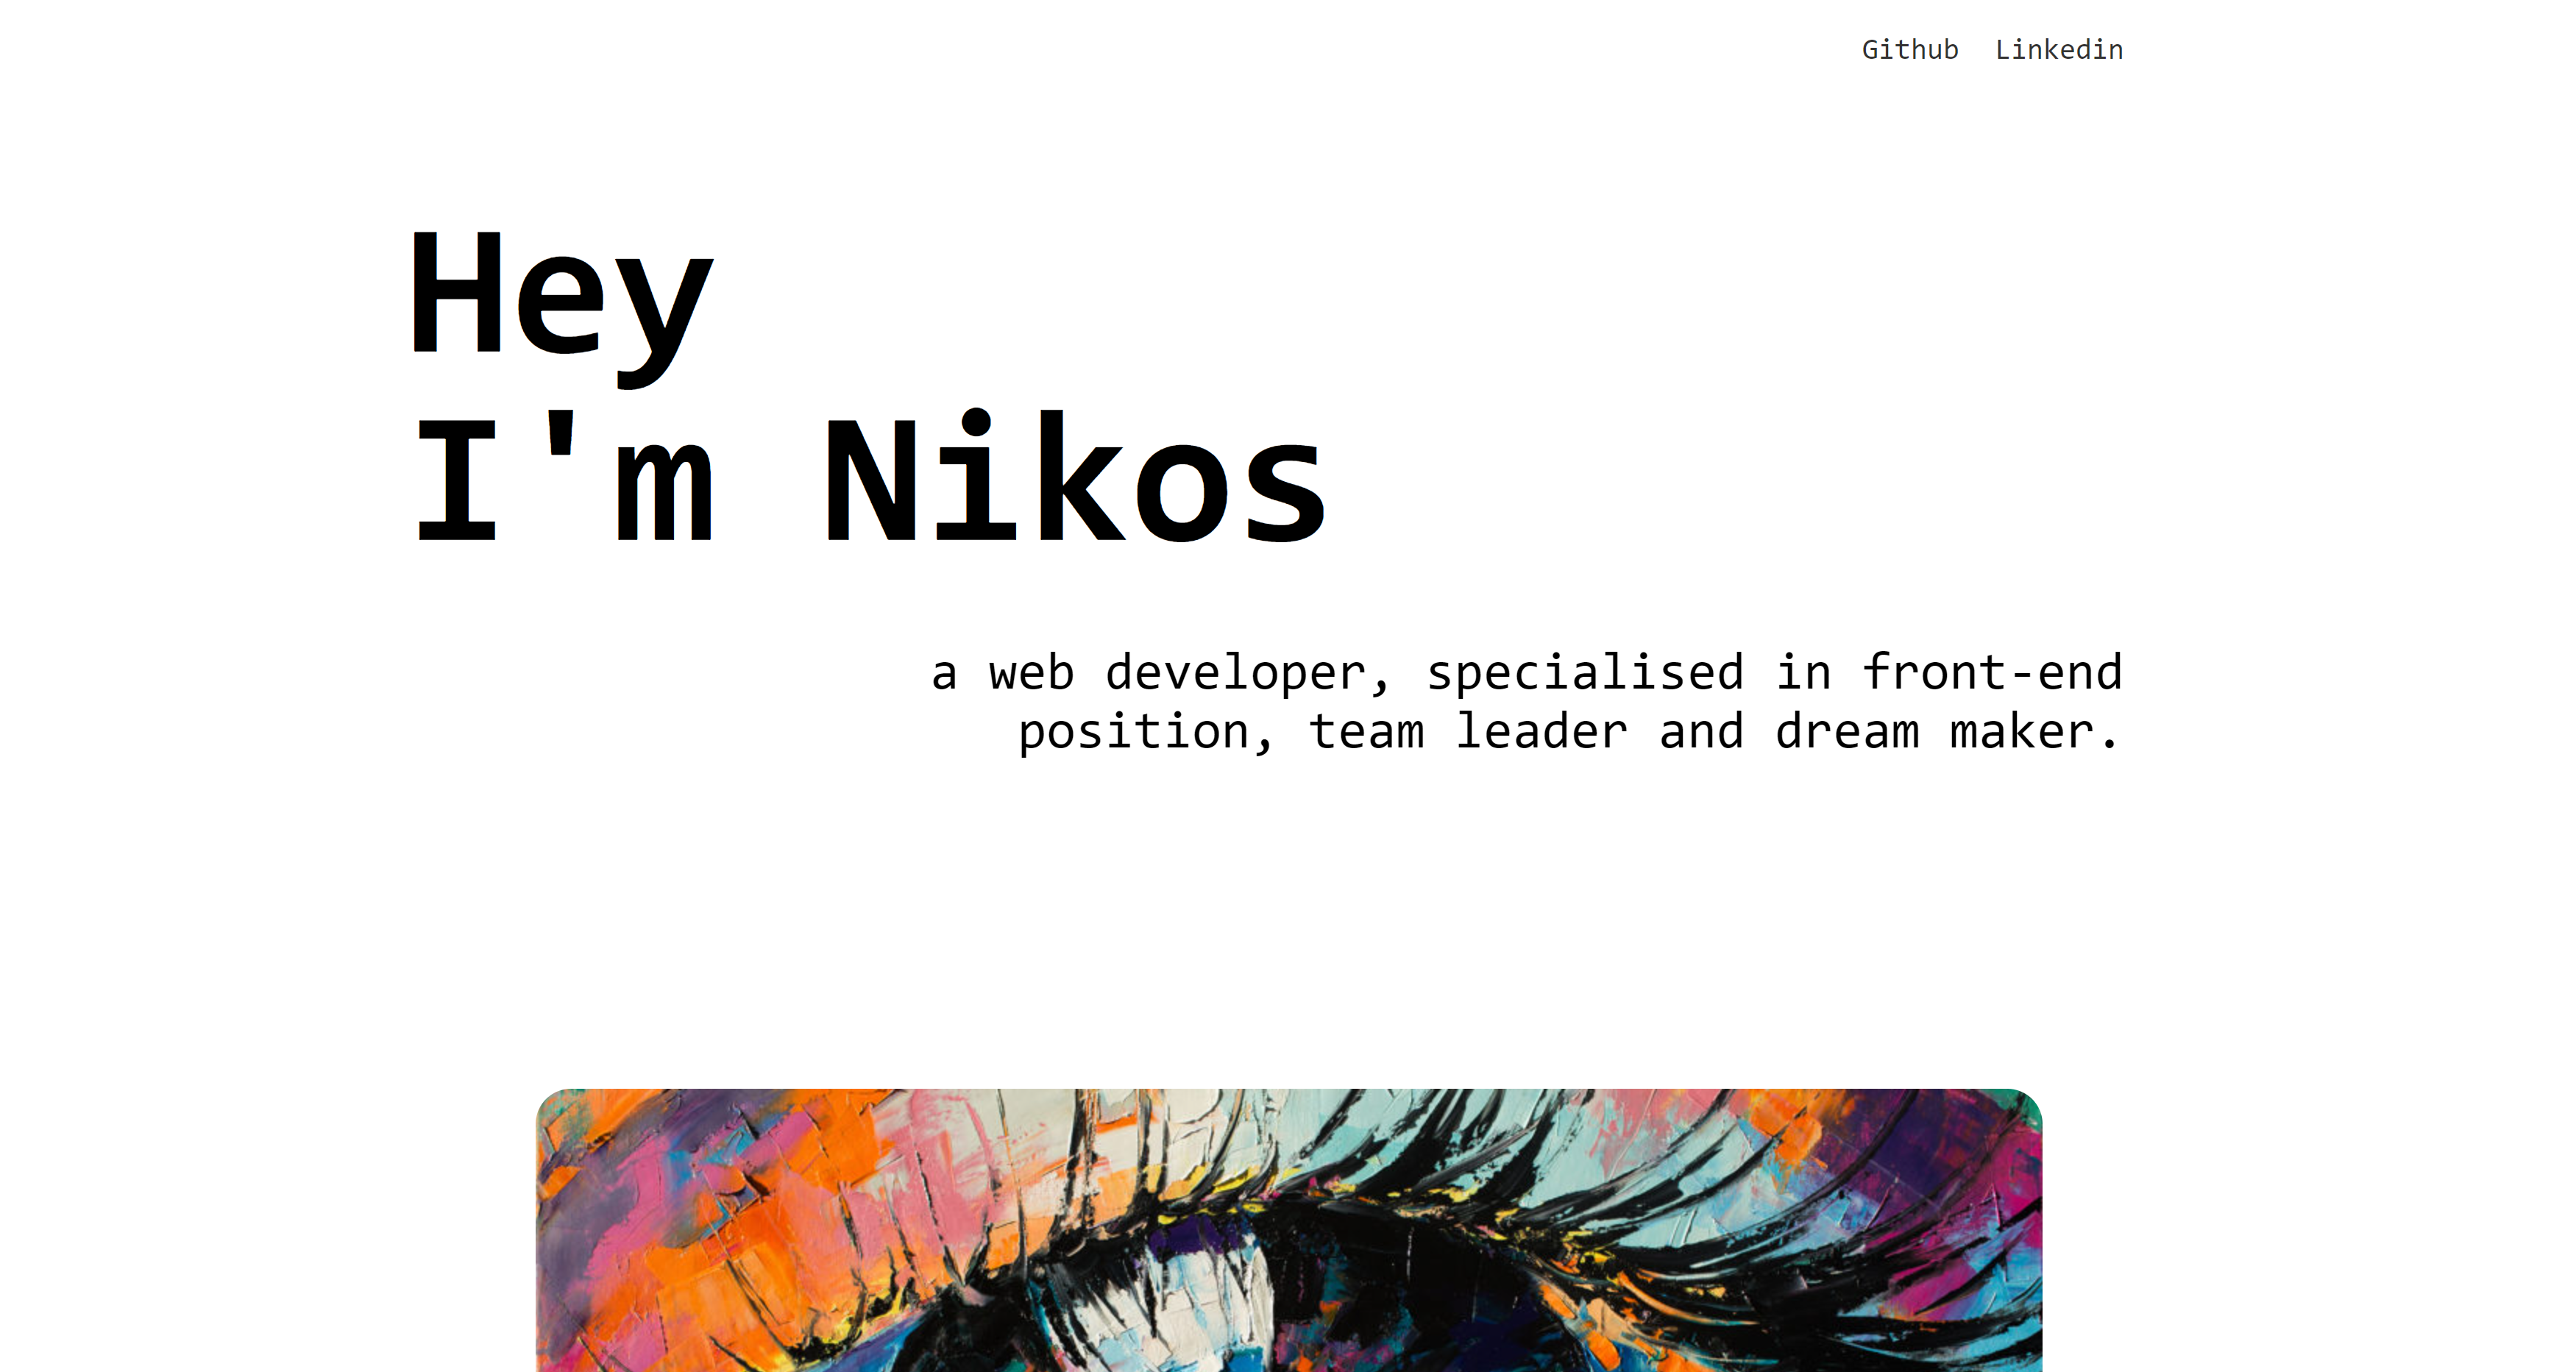 Github Linkedin
Hey
I'm Nikos
a web developer, specialised in front-end
position, team leader and dream maker.